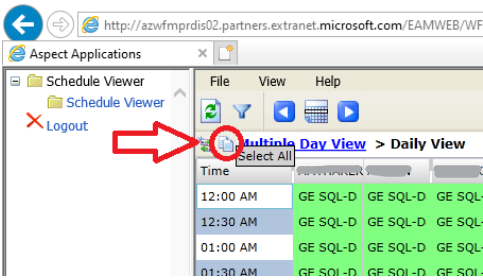 http://azwfmprdis02.partners.extranet.microsoft.com/EAMWEB/WF
Aspect Applications
Schedule Viewer
Schedule Viewer
Logout
File View Help
Multiple Day View > Daily View
Select All
Time
12:00 AM GE SQL-D GE SQL-D GE SQL-
12:30 AM GE SQL-D GE SQL-D GE SQL-
01:00 AM GE SQL-D GE SQL-D GE SQL-
01:30 AM GE SQL-D GE SQL-D GE SQL-